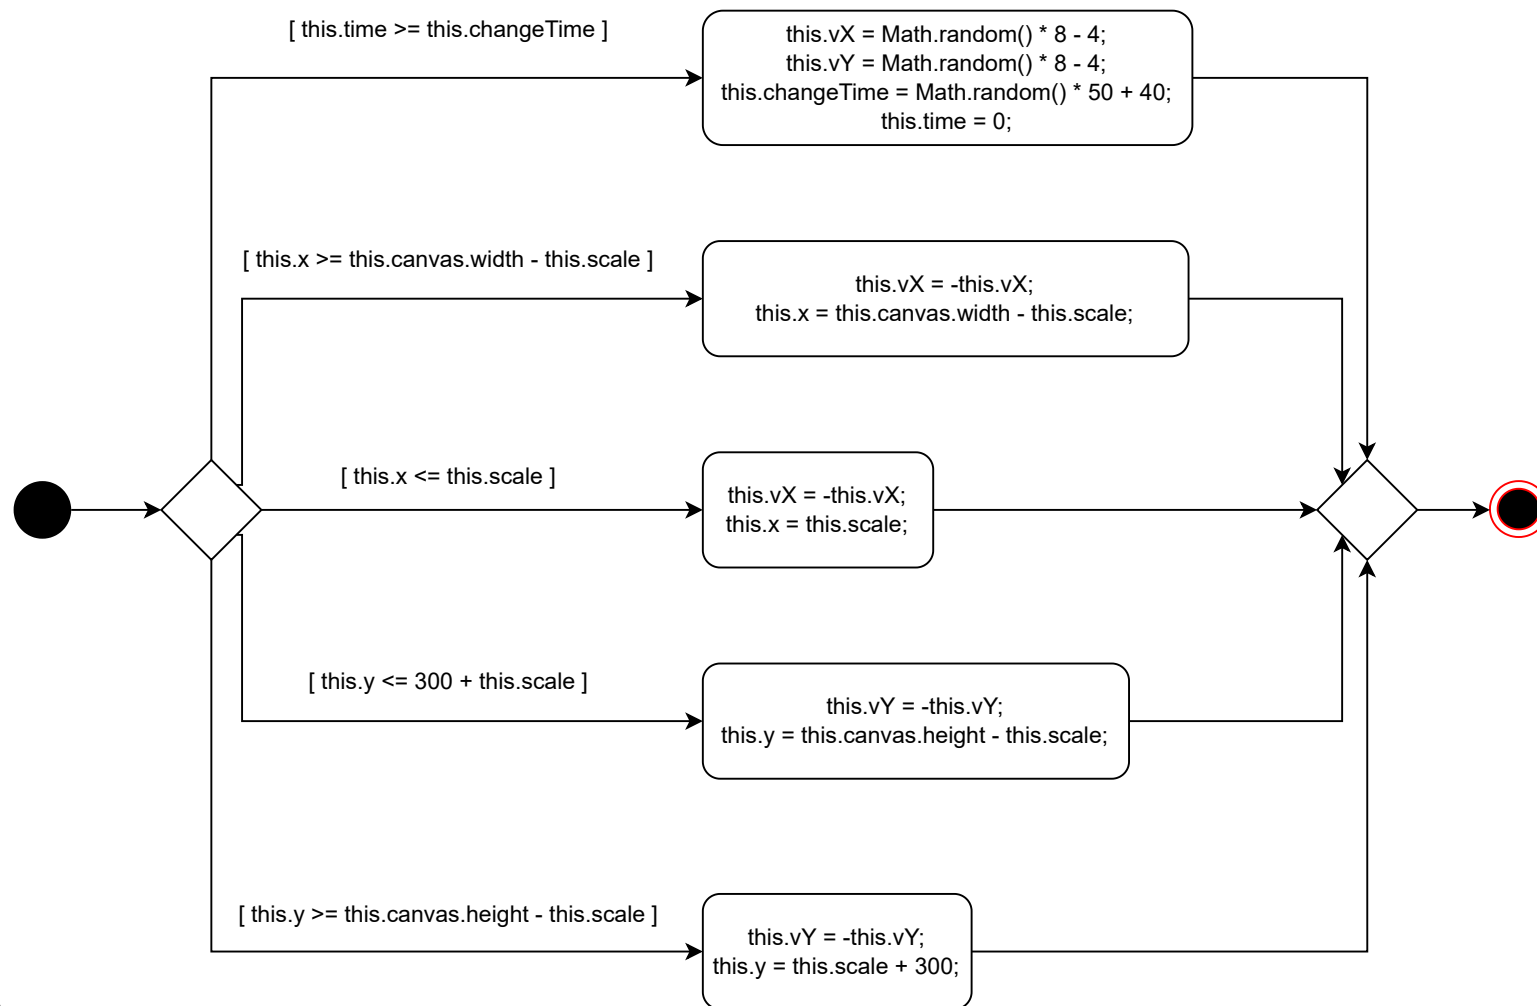 [ this.time >= this.changeTime ]
this.vX = Math.random() * 8 - 4;
this.vY = Math.random() * 8 - 4;
this.changeTime = Math.random() * 50 + 40;
this.time = 0;
[ this.x >= this.canvas.width - this.scale ]
this.vX = -this.vX;
this.x = this.canvas.width - this.scale;
[ this.x <= this.scale ]
this.vX = -this.vX;
this.x = this.scale;
[ this.y <= 300 + this.scale ]
this.vY = -this.vY;
this.y = this.canvas.height - this.scale;
[ this.y >= this.canvas.height - this.scale ]
this.vY = -this.vY;
this.y = this.scale + 300;